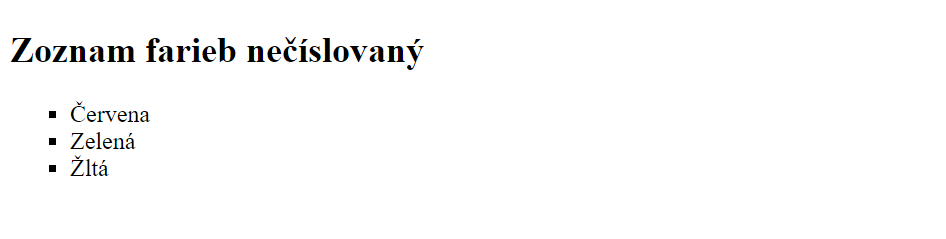 Zoznam farieb nečíslovaný
Červena
Zelená
Žltá